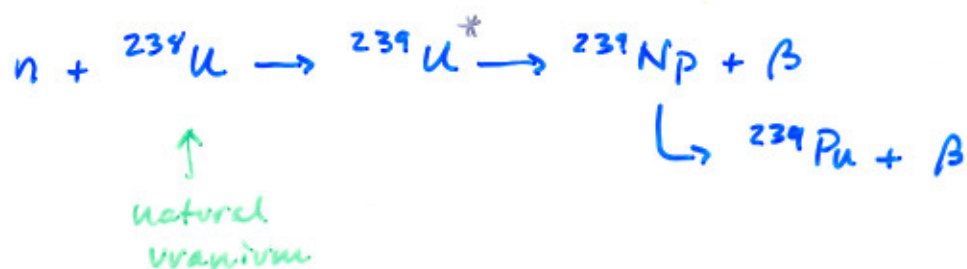 n + ²³⁸U → ²³⁹U* → ²³⁹Np + β
↳ ²³⁹Pu + β
↑
natural
uranium